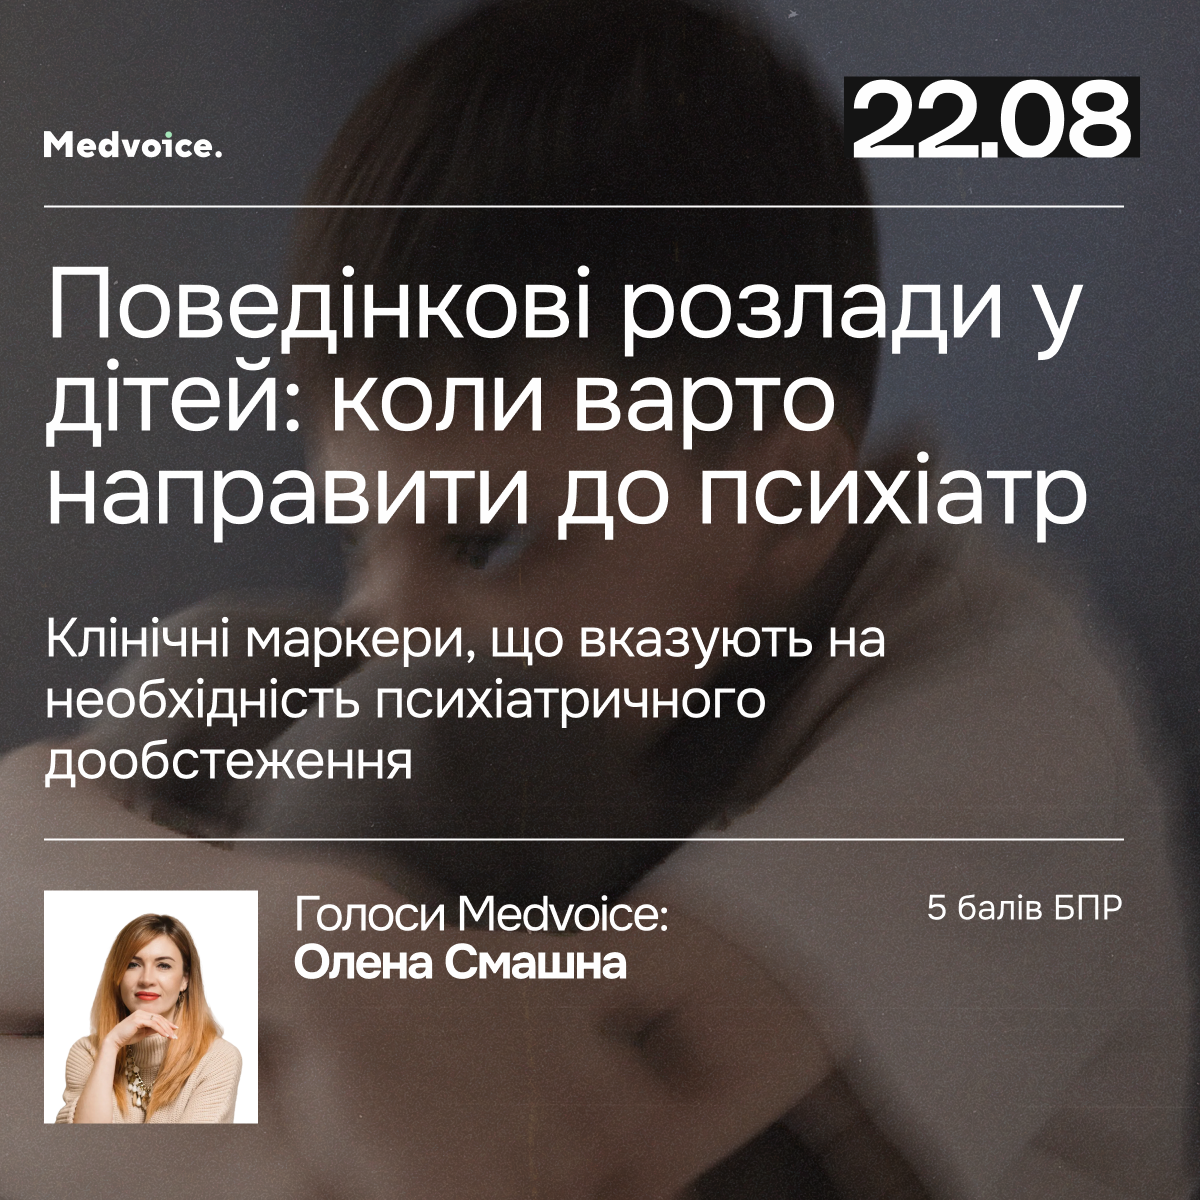 Medvoice.
22.08
Поведінкові розлади у
дітей: коли варто
направити до психіатр
Клінічні маркери, що вказують на
необхідність психіатричного
дообстеження
Голоси Medvoice:
Олена Смашна
5 балів БПР